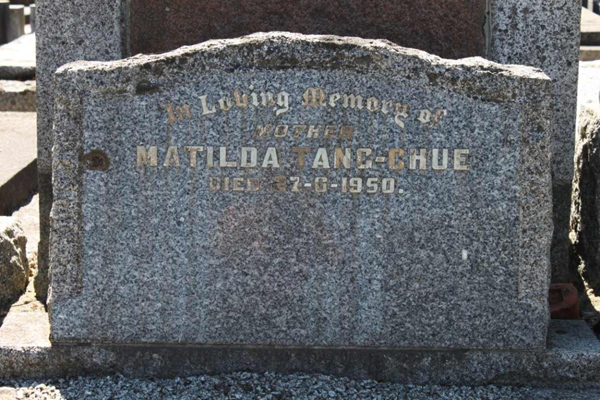 In Loving Memory of
MOTHER
MATILDA TANG-CHUE
DIED 27-6-1950.